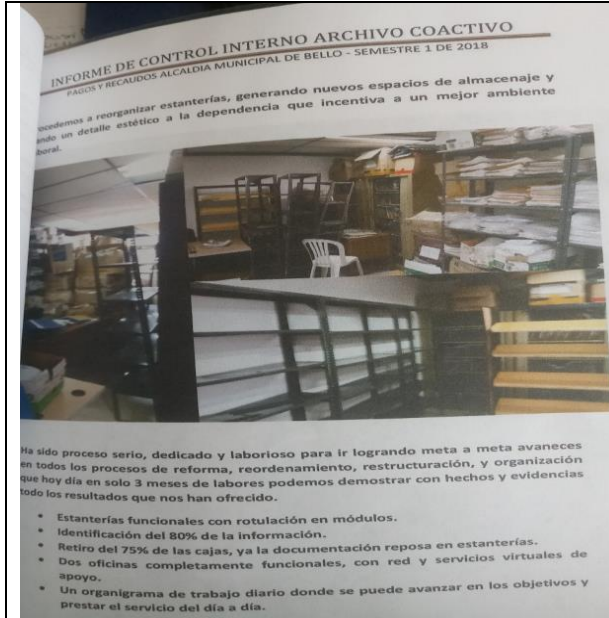 INFORME DE CONTROL INTERNO ARCHIVO COACTIVO
PAGOS Y RECAUDOS ALCALDIA MUNICIPAL DE BELLO - SEMESTRE 1 DE 2018
ocedemos a reorganizar estanterías, generando nuevos espacios de almacenaje y
ando un detalle estético a la dependencia que incentiva a un mejor ambiente
boral.
Ha sido proceso serio, dedicado y laborioso para ir logrando meta a meta avaneces
en todos los procesos de reforma, reordenamiento, restructuración, y organización
que hoy día en solo 3 meses de labores podemos demostrar con hechos y evidencias
todo los resultados que nos han ofrecido.
• Estanterías funcionales con rotulación en módulos.
• Identificación del 80% de la información.
• Retiro del 75% de las cajas, ya la documentación reposa en estanterías.
• Dos oficinas completamente funcionales, con red y servicios virtuales de
apoyo.
• Un organigrama de trabajo diario donde se puede avanzar en los objetivos y
prestar el servicio del día a día.